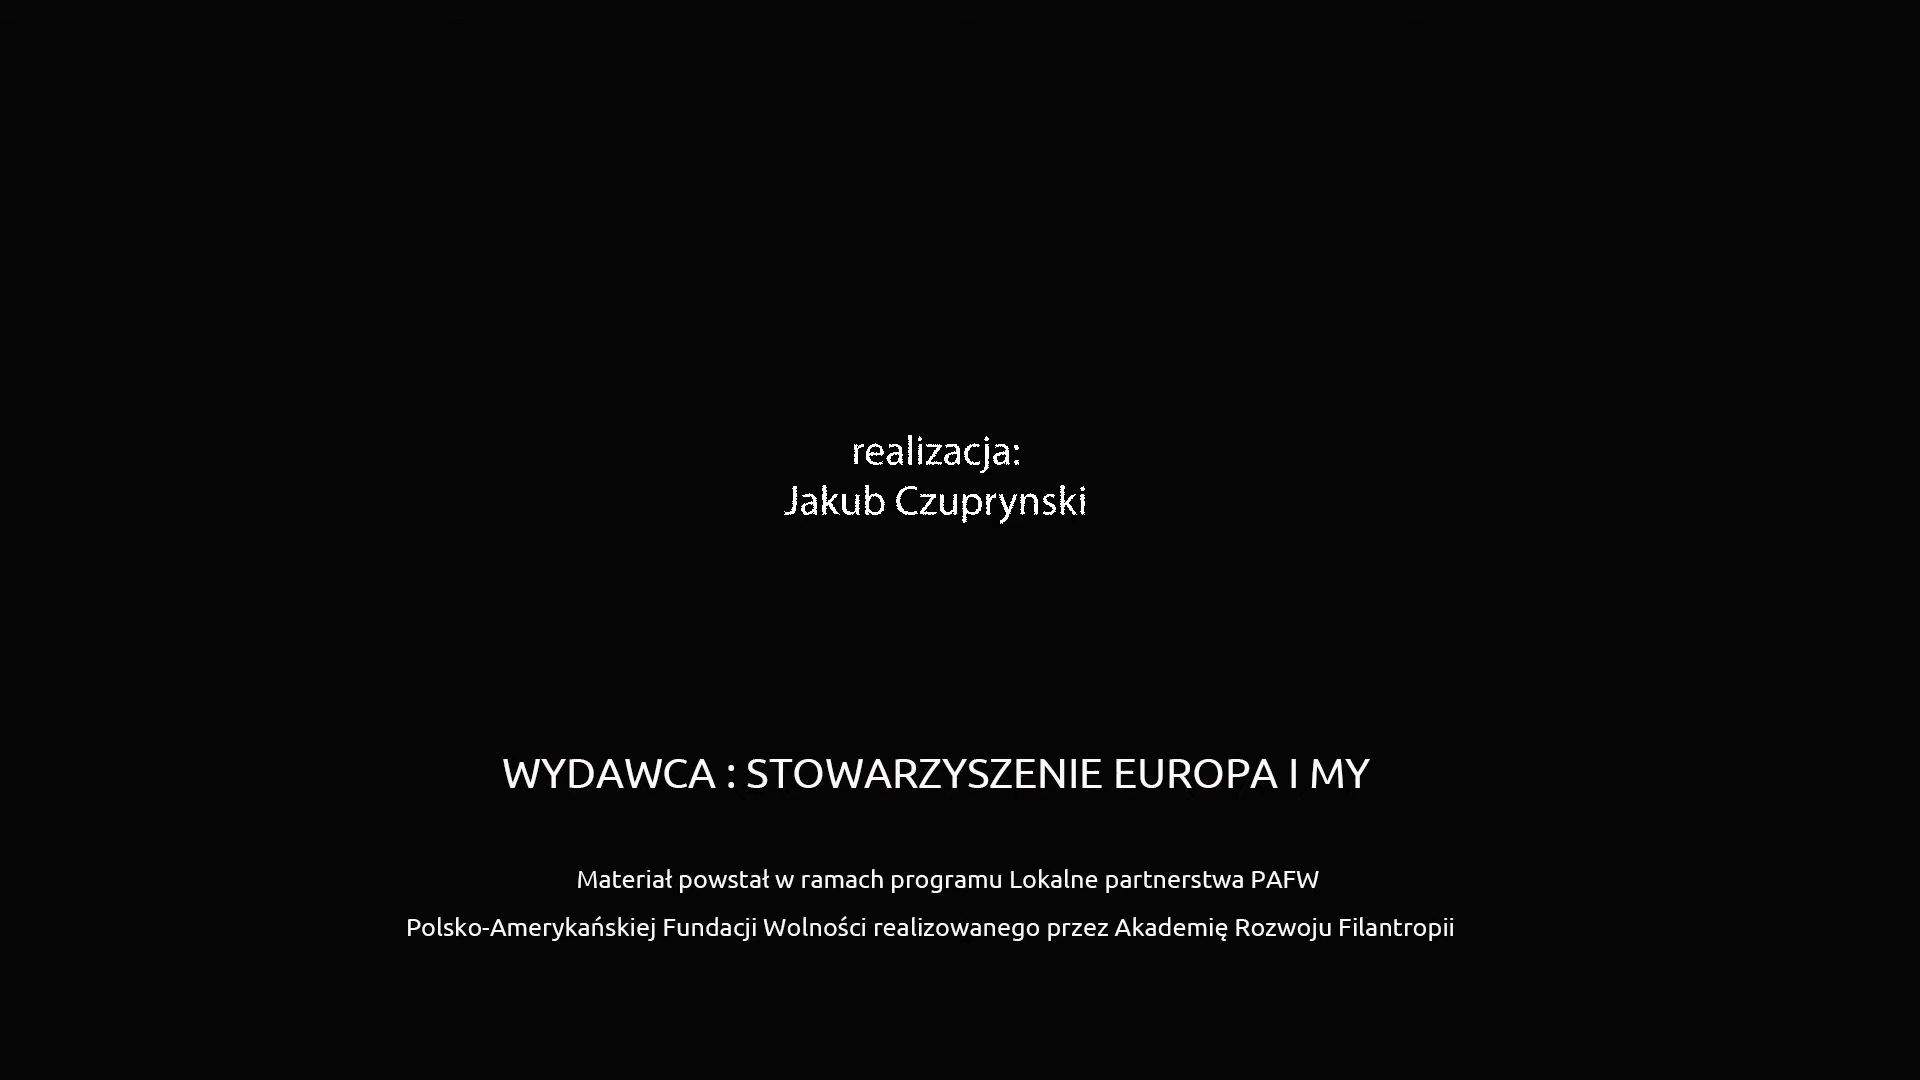 realizacja:
Jakub Czuprynski
WYDAWCA : STOWARZYSZENIE EUROPA I MY
Materiał powstał w ramach programu Lokalne partnerstwa PAFW
Polsko-Amerykańskiej Fundacji Wolności realizowanego przez Akademię Rozwoju Filantropii